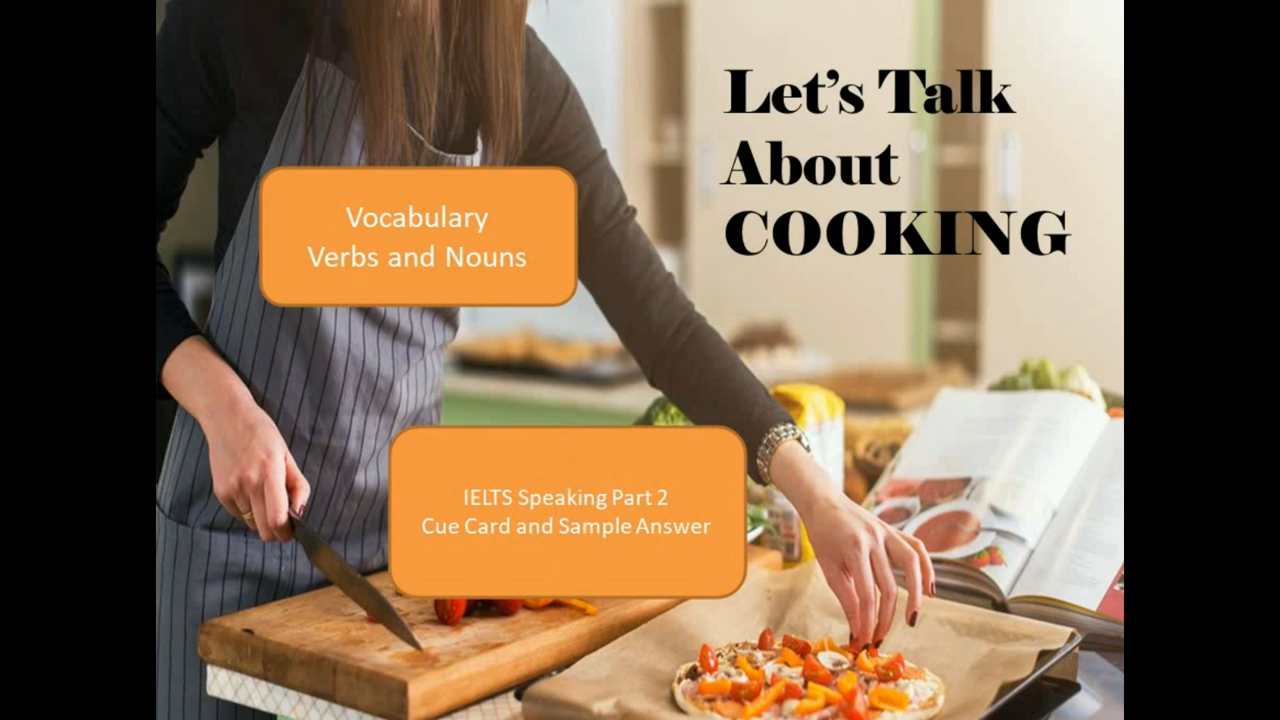 Let's Talk
About
COOKING
Vocabulary
Verbs and Nouns
IELTS Speaking Part 2
Cue Card and Sample Answer